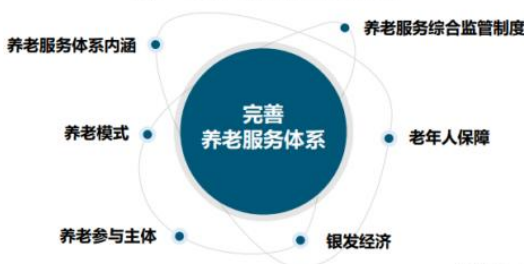 养老服务综合监管制度
养老服务体系内涵
完善
养老服务体系
养老模式
老年人保障
养老参与主体
银发经济